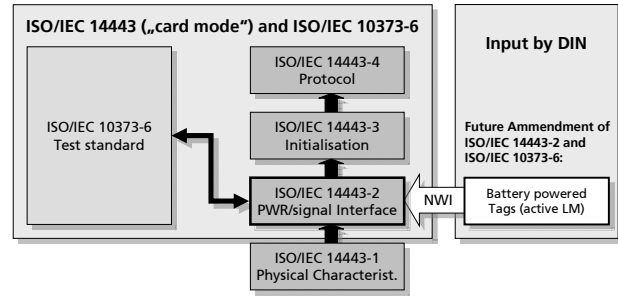 ISO/IEC 14443 („card mode“) and ISO/IEC 10373-6
ISO/IEC 14443-4
Protocol
ISO/IEC 10373-6
Test standard
ISO/IEC 14443-3
Initialisation
ISO/IEC 14443-2
PWR/signal Interface
ISO/IEC 14443-1
Physical Characterist.
NWI
Input by DIN
Future Ammendment of
ISO/IEC 14443-2 and
ISO/IEC 10373-6:
Battery powered
Tags (active LM)